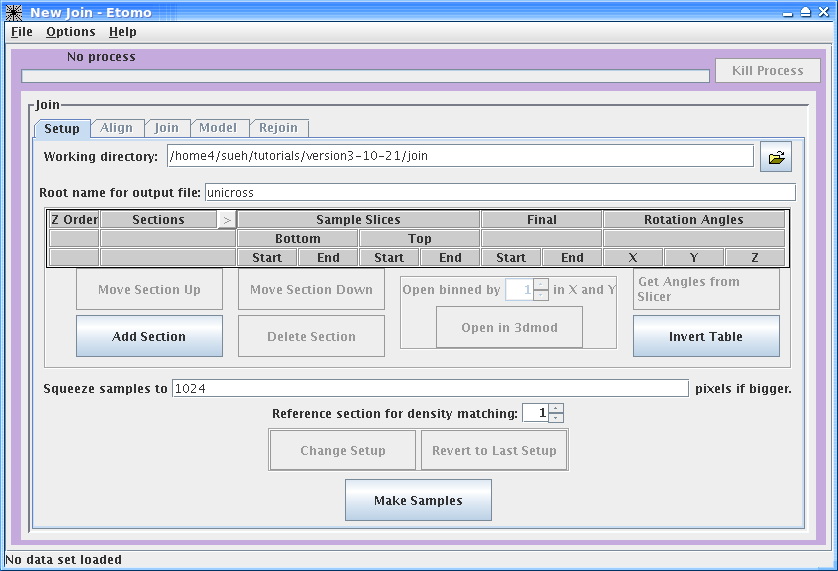 New Join - Etomo
File Options Help
No process
Kill Process
Join
Setup Align Join Model Rejoin
Working directory: /home4/sueh/tutorials/version3-10-21/join
Root name for output file: unicross
Z Order Sections > Sample Slices Final Rotation Angles
Bottom Top
Start End Start End Start End X Y Z
Move Section Up Move Section Down Open binned by 1 in X and Y Get Angles from
Slicer
Add Section Delete Section Open in 3dmod Invert Table
Squeeze samples to 1024 pixels if bigger.
Reference section for density matching: 1
Change Setup Revert to Last Setup
Make Samples
No data set loaded